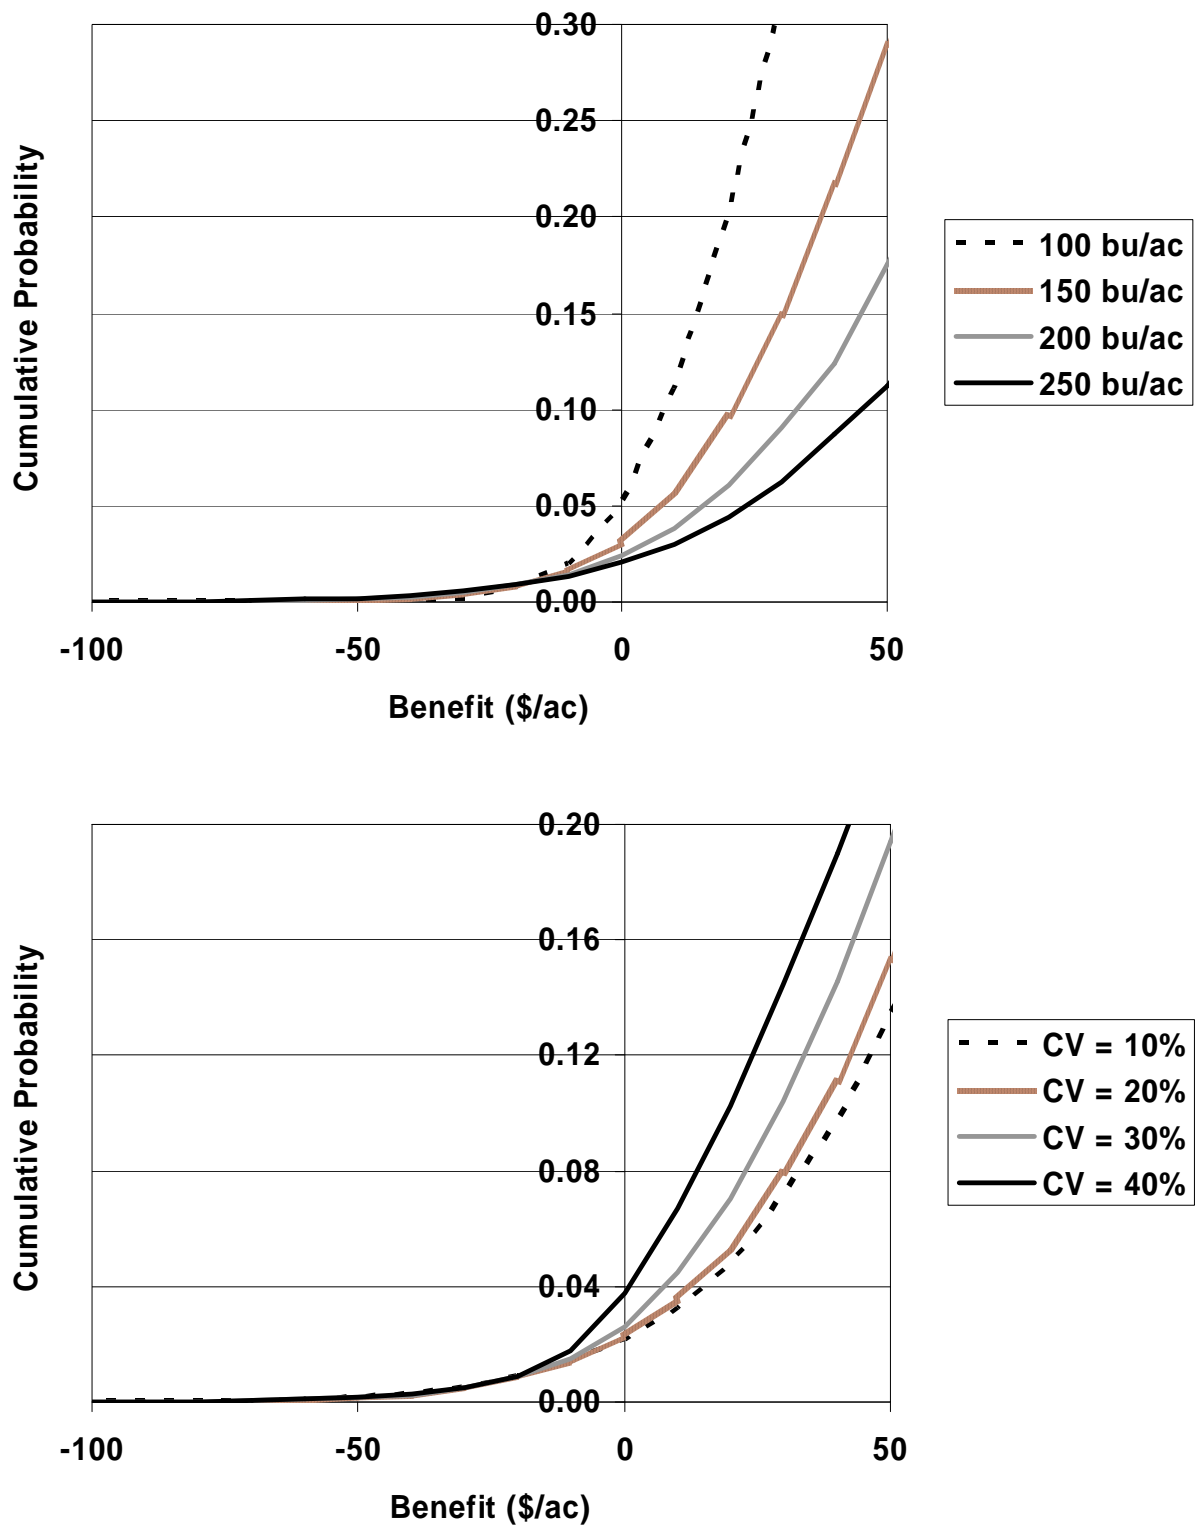 Cumulative Probability
0.30
0.25
0.20
0.15
0.10
0.05
0.00
-100 -50 0 50
Benefit ($/ac)
100 bu/ac
150 bu/ac
200 bu/ac
250 bu/ac
Cumulative Probability
0.20
0.16
0.12
0.08
0.04
0.00
-100 -50 0 50
Benefit ($/ac)
CV = 10%
CV = 20%
CV = 30%
CV = 40%